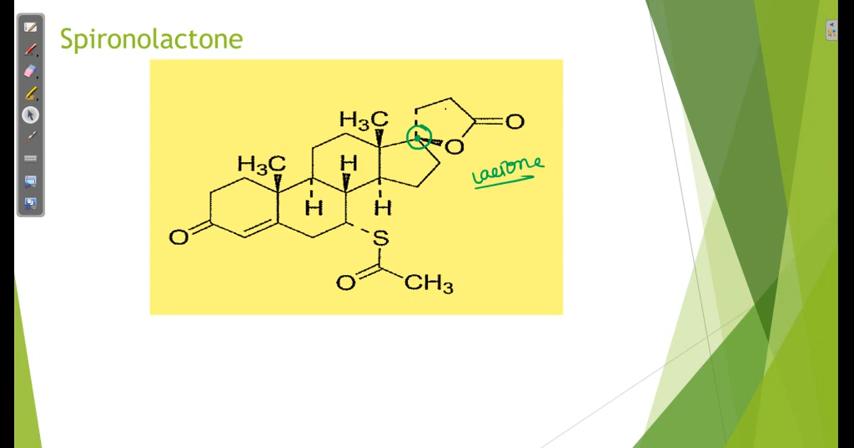 Spironolactone
H₃C
O
H₃C
H
O
lactone
H
H
O
S
O
CH₃